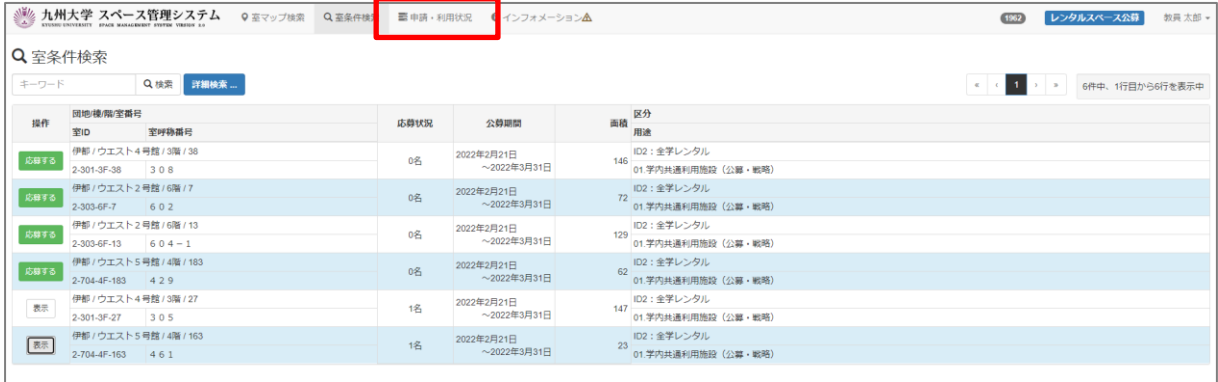 九州大学 スペース管理システム 室マップ検索 室条件検索 申請・利用状況 インフォメーション 1962 レンタルスペース公募 教員 太郎
KYUSHU UNIVERSITY SPACE MANAGEMENT SYSTEM VERSION 2.0
室条件検索
キーワード 検索 詳細検索 ... « ‹ 1 › » 6件中、1行目から6行を表示中
操作 団地/棟/階/室番号 応募状況 公募期間 面積 区分
室ID 室呼称番号 用途
応募する 伊都 / ウエスト4号館 / 3階 / 38 0名 2022年2月21日 146 ID2：全学レンタル
2-301-3F-38 308 ～2022年3月31日 01.学内共通利用施設（公募・戦略）
応募する 伊都 / ウエスト2号館 / 6階 / 7 0名 2022年2月21日 72 ID2：全学レンタル
2-303-6F-7 602 ～2022年3月31日 01.学内共通利用施設（公募・戦略）
応募する 伊都 / ウエスト2号館 / 6階 / 13 0名 2022年2月21日 129 ID2：全学レンタル
2-303-6F-13 604－1 ～2022年3月31日 01.学内共通利用施設（公募・戦略）
応募する 伊都 / ウエスト5号館 / 4階 / 183 0名 2022年2月21日 62 ID2：全学レンタル
2-704-4F-183 429 ～2022年3月31日 01.学内共通利用施設（公募・戦略）
表示 伊都 / ウエスト4号館 / 3階 / 27 1名 2022年2月21日 147 ID2：全学レンタル
2-301-3F-27 305 ～2022年3月31日 01.学内共通利用施設（公募・戦略）
表示 伊都 / ウエスト5号館 / 4階 / 163 1名 2022年2月21日 23 ID2：全学レンタル
2-704-4F-163 461 ～2022年3月31日 01.学内共通利用施設（公募・戦略）